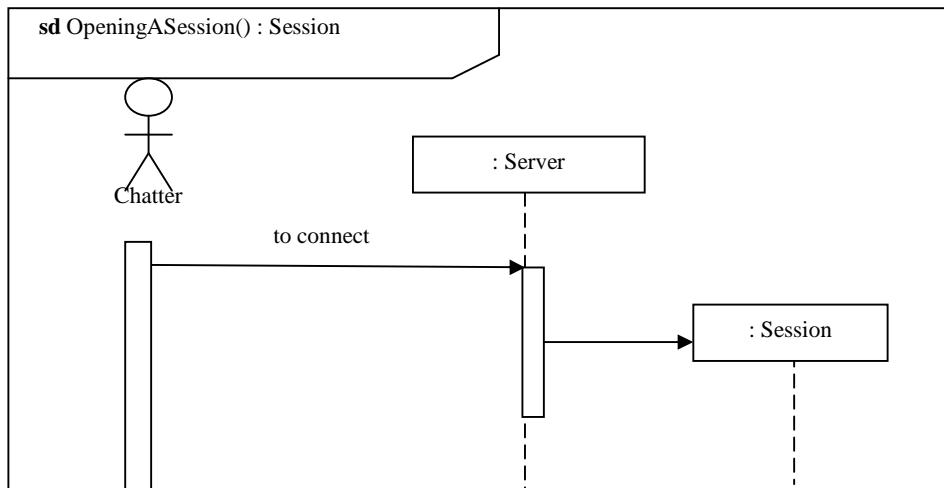 sd OpeningASession() : Session
Chatter
: Server
to connect
: Session